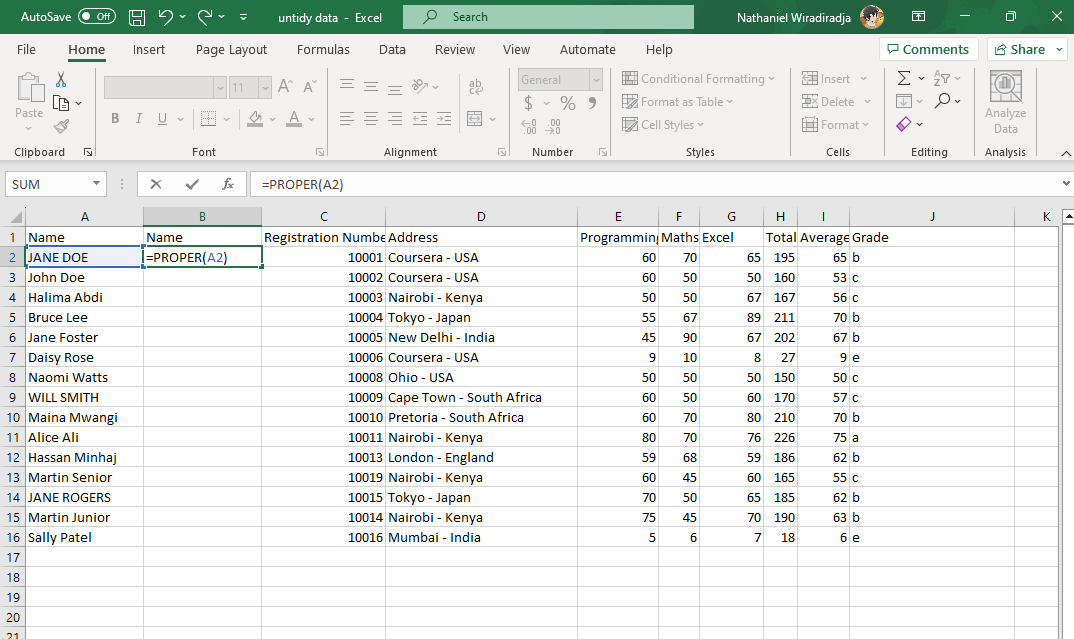 AutoSave Off untidy data - Excel Search Nathaniel Wiradiradja
File Home Insert Page Layout Formulas Data Review View Automate Help Comments Share
Paste 11 A^ A˅ ab General Conditional Formatting Insert Σ AZ
B I U A $ % 9 Format as Table Delete Analyze
.00 .00 Cell Styles Format Data
Clipboard Font Alignment Number Styles Cells Editing Analysis
SUM fx =PROPER(A2)
A B C D E F G H I J K
1 Name Name Registration Numbe Address Programming Maths Excel Total Average Grade
2 JANE DOE =PROPER(A2) 10001 Coursera - USA 60 70 65 195 65 b
3 John Doe 10002 Coursera - USA 60 50 50 160 53 c
4 Halima Abdi 10003 Nairobi - Kenya 50 50 67 167 56 c
5 Bruce Lee 10004 Tokyo - Japan 55 67 89 211 70 b
6 Jane Foster 10005 New Delhi - India 45 90 67 202 67 b
7 Daisy Rose 10006 Coursera - USA 9 10 8 27 9 e
8 Naomi Watts 10008 Ohio - USA 50 50 50 150 50 c
9 WILL SMITH 10009 Cape Town - South Africa 60 50 60 170 57 c
10 Maina Mwangi 10010 Pretoria - South Africa 60 70 80 210 70 b
11 Alice Ali 10011 Nairobi - Kenya 80 70 76 226 75 a
12 Hassan Minhaj 10013 London - England 59 68 59 186 62 b
13 Martin Senior 10019 Nairobi - Kenya 60 45 60 165 55 c
14 JANE ROGERS 10015 Tokyo - Japan 70 50 65 185 62 b
15 Martin Junior 10014 Nairobi - Kenya 75 45 70 190 63 b
16 Sally Patel 10016 Mumbai - India 5 6 7 18 6 e
17
18
19
20
21